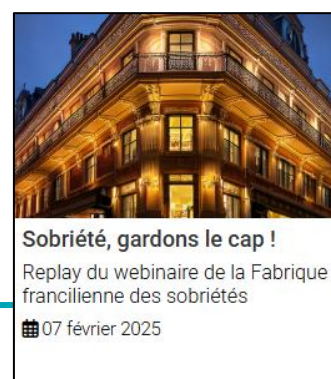 Sobriété, gardons le cap !
Replay du webinaire de la Fabrique
francilienne des sobriétés
07 février 2025